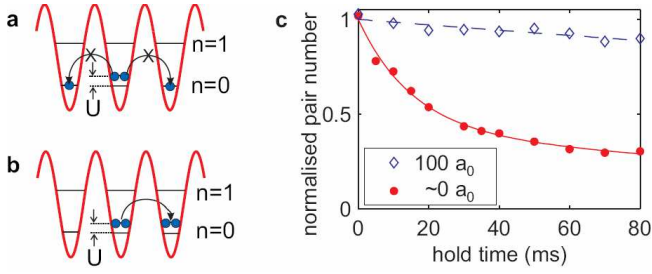 a
n=1
n=0
U
b
n=1
n=0
U
c
normalised pair number
1
0.5
0
100 a₀
~0 a₀
0 20 40 60 80
hold time (ms)